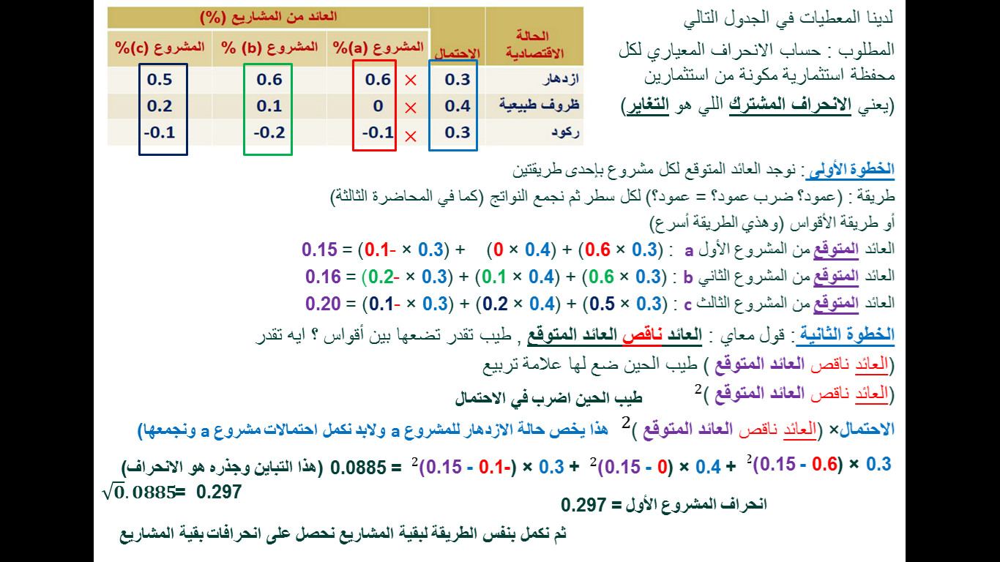 لدينا المعطيات في الجدول التالي
المطلوب : حساب الانحراف المعياري لكل
محفظة استثمارية مكونة من استثمارين
(يعني الانحراف المشترك اللي هو التغاير)
الحالة الاقتصادية | الاحتمال | العائد من المشاريع (%)
المشروع (a)% | المشروع (b) % | المشروع (c)%
ازدهار | 0.3 | × | 0.6 | 0.6 | 0.5
ظروف طبيعية | 0.4 | × | 0 | 0.1 | 0.2
ركود | 0.3 | × | -0.1 | -0.2 | -0.1
الخطوة الأولى : نوجد العائد المتوقع لكل مشروع بإحدى طريقتين
طريقة : (عمود؟ ضرب عمود؟ = عمود؟) لكل سطر ثم نجمع النواتج (كما في المحاضرة الثالثة)
أو طريقة الأقواس (وهذي الطريقة أسرع)
العائد المتوقع من المشروع الأول a : (0.3 × 0.6) + (0.4 × 0) + (0.3 × -0.1) = 0.15
العائد المتوقع من المشروع الثاني b : (0.3 × 0.6) + (0.4 × 0.1) + (0.3 × -0.2) = 0.16
العائد المتوقع من المشروع الثالث c : (0.3 × 0.5) + (0.4 × 0.2) + (0.3 × -0.1) = 0.20
الخطوة الثانية : قول معاي : العائد ناقص العائد المتوقع , طيب تقدر تضعها بين أقواس ؟ ايه تقدر
(العائد ناقص العائد المتوقع ) طيب الحين ضع لها علامة تربيع
(العائد ناقص العائد المتوقع )2 طيب الحين اضرب في الاحتمال
الاحتمال× (العائد ناقص العائد المتوقع )2 هذا يخص حالة الازدهار للمشروع a ولابد نكمل احتمالات مشروع a ونجمعها)
0.3 × (0.6 - 0.15)2 + 0.4 × (0 - 0.15)2 + 0.3 × (-0.1 - 0.15)2 = 0.0885 (هذا التباين وجذره هو الانحراف)
√0.0885= 0.297
انحراف المشروع الأول = 0.297
ثم نكمل بنفس الطريقة لبقية المشاريع نحصل على انحرافات بقية المشاريع